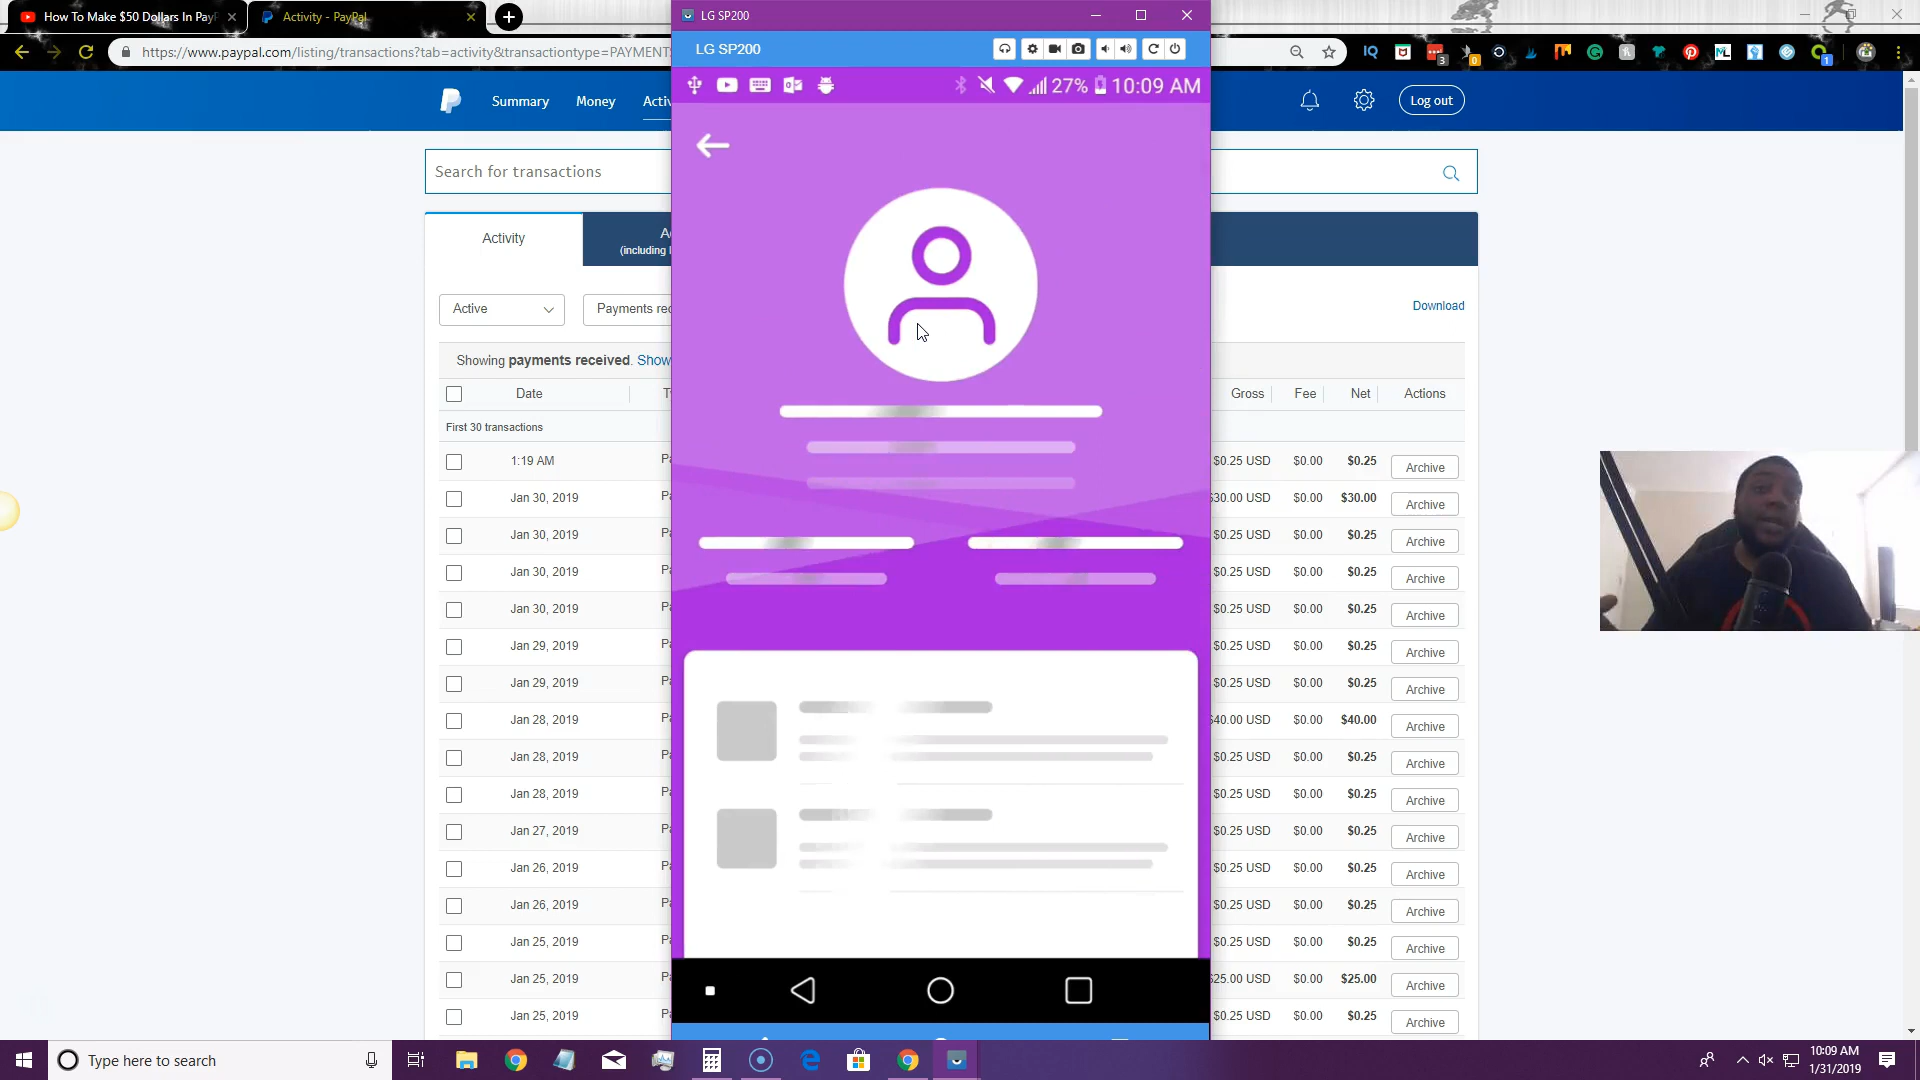 How To Make $50 Dollars In PayP
Activity - PayPal
LG SP200
https://www.paypal.com/listing/transactions?tab=activity&transactiontype=PAYMENT
LG SP200
27% 10:09 AM
Summary
Money
Log out
Search for transactions
Activity
(including
Active
Download
Showing payments received. Show
Date
Gross
Fee
Net
Actions
First 30 transactions
1:19 AM $0.25 USD $0.00 $0.25 Archive
Jan 30, 2019 $30.00 USD $0.00 $30.00 Archive
Jan 30, 2019 $0.25 USD $0.00 $0.25 Archive
Jan 30, 2019 $0.25 USD $0.00 $0.25 Archive
Jan 30, 2019 $0.25 USD $0.00 $0.25 Archive
Jan 29, 2019 $0.25 USD $0.00 $0.25 Archive
Jan 29, 2019 $0.25 USD $0.00 $0.25 Archive
Jan 28, 2019 $40.00 USD $0.00 $40.00 Archive
Jan 28, 2019 $0.25 USD $0.00 $0.25 Archive
Jan 28, 2019 $0.25 USD $0.00 $0.25 Archive
Jan 27, 2019 $0.25 USD $0.00 $0.25 Archive
Jan 26, 2019 $0.25 USD $0.00 $0.25 Archive
Jan 26, 2019 $0.25 USD $0.00 $0.25 Archive
Jan 25, 2019 $0.25 USD $0.00 $0.25 Archive
Jan 25, 2019 $25.00 USD $0.00 $25.00 Archive
Jan 25, 2019 $0.25 USD $0.00 $0.25 Archive
Type here to search
10:09 AM
1/31/2019